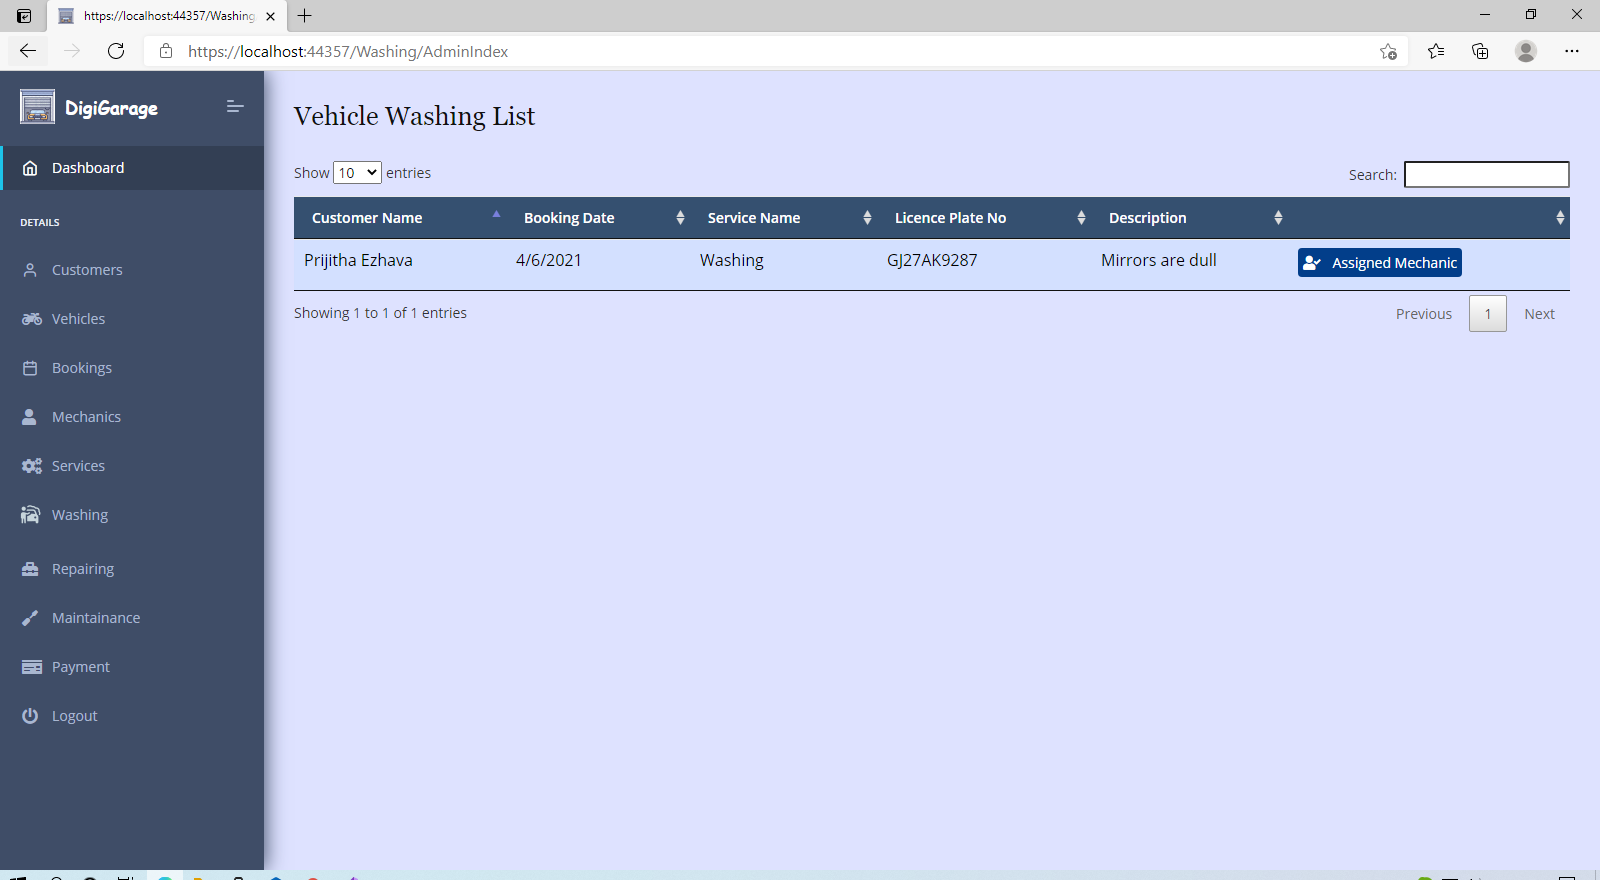 https://localhost:44357/Washing
https://localhost:44357/Washing/AdminIndex
DigiGarage
Dashboard
DETAILS
Customers
Vehicles
Bookings
Mechanics
Services
Washing
Repairing
Maintainance
Payment
Logout
Vehicle Washing List
Show 10 entries
Search:
Customer Name Booking Date Service Name Licence Plate No Description
Prijitha Ezhava 4/6/2021 Washing GJ27AK9287 Mirrors are dull Assigned Mechanic
Showing 1 to 1 of 1 entries
Previous 1 Next